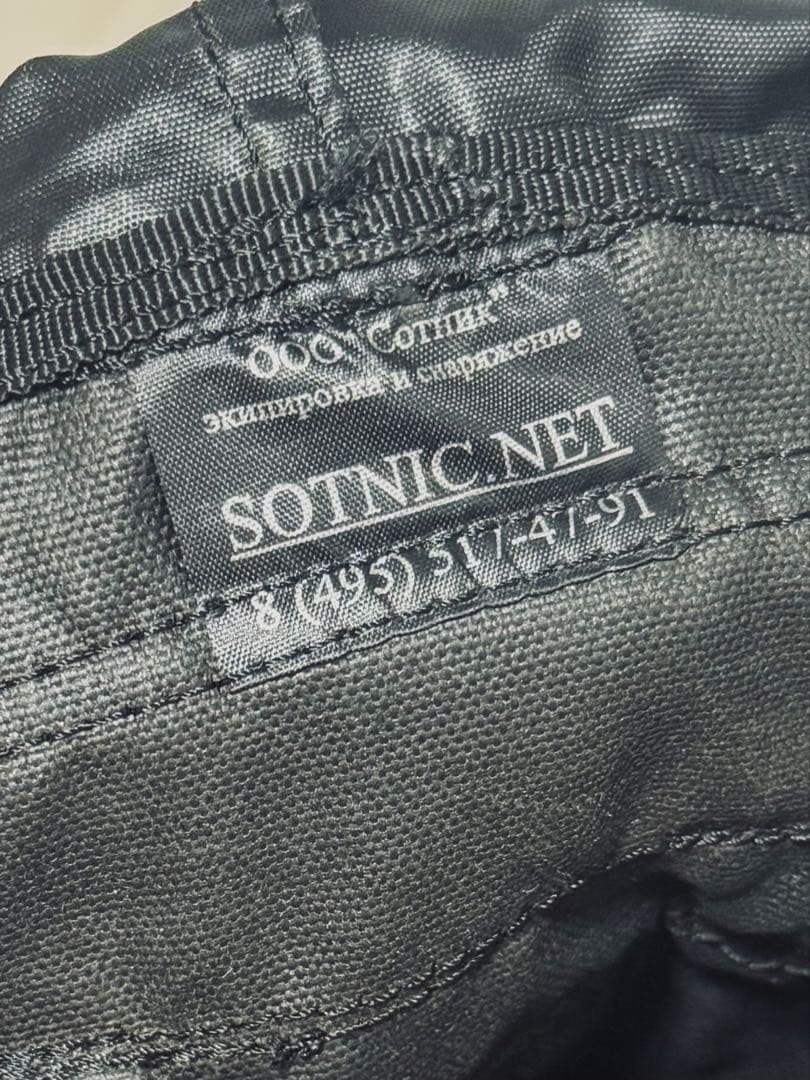 ООО "Сотник"
экипировка и снаряжение
SOTNIC.NET
8 (495) 517-47-91